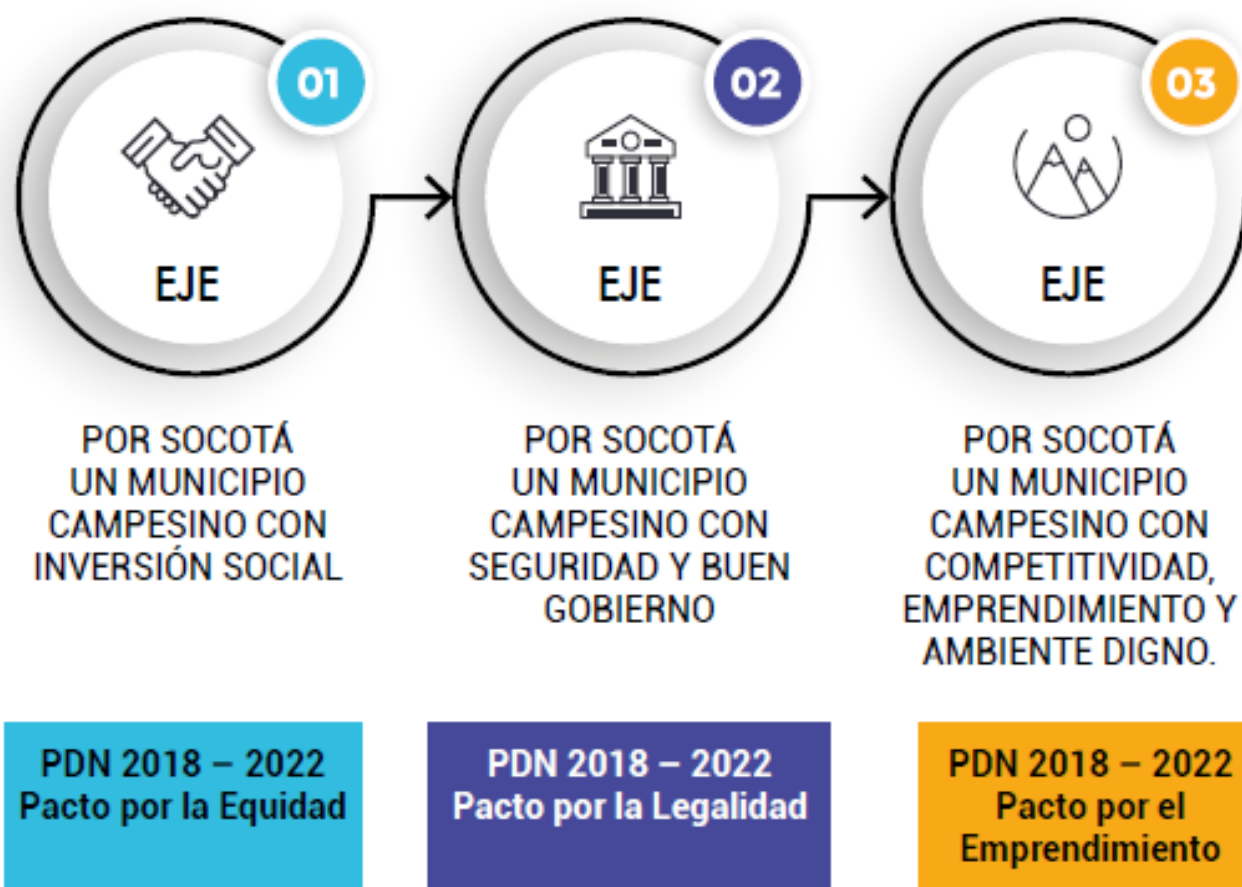 01
EJE
POR SOCOTÁ
UN MUNICIPIO
CAMPESINO CON
INVERSIÓN SOCIAL
PDN 2018 – 2022
Pacto por la Equidad
02
EJE
POR SOCOTÁ
UN MUNICIPIO
CAMPESINO CON
SEGURIDAD Y BUEN
GOBIERNO
PDN 2018 – 2022
Pacto por la Legalidad
03
EJE
POR SOCOTÁ
UN MUNICIPIO
CAMPESINO CON
COMPETITIVIDAD,
EMPRENDIMIENTO Y
AMBIENTE DIGNO.
PDN 2018 – 2022
Pacto por el
Emprendimiento